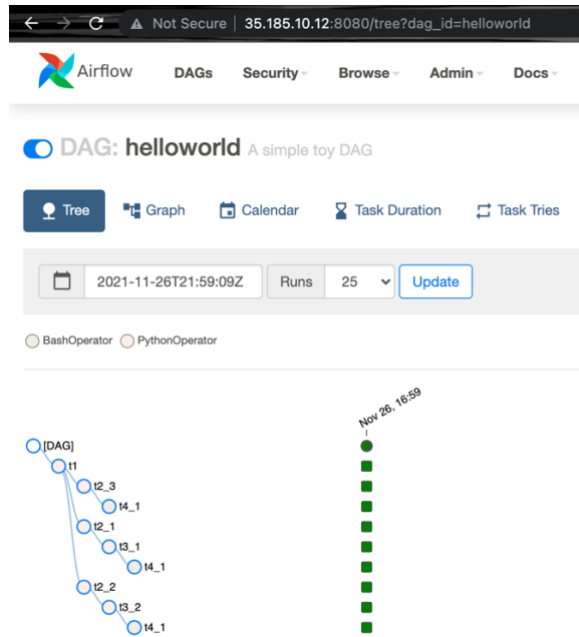 Not Secure | 35.185.10.12:8080/tree?dag_id=helloworld
Airflow DAGs Security Browse Admin Docs
DAG: helloworld A simple toy DAG
Tree Graph Calendar Task Duration Task Tries
2021-11-26T21:59:09Z Runs 25 Update
BashOperator PythonOperator
Nov 26, 16:59
[DAG]
t1
t2_3
t4_1
t2_1
t3_1
t4_1
t2_2
t3_2
t4_1